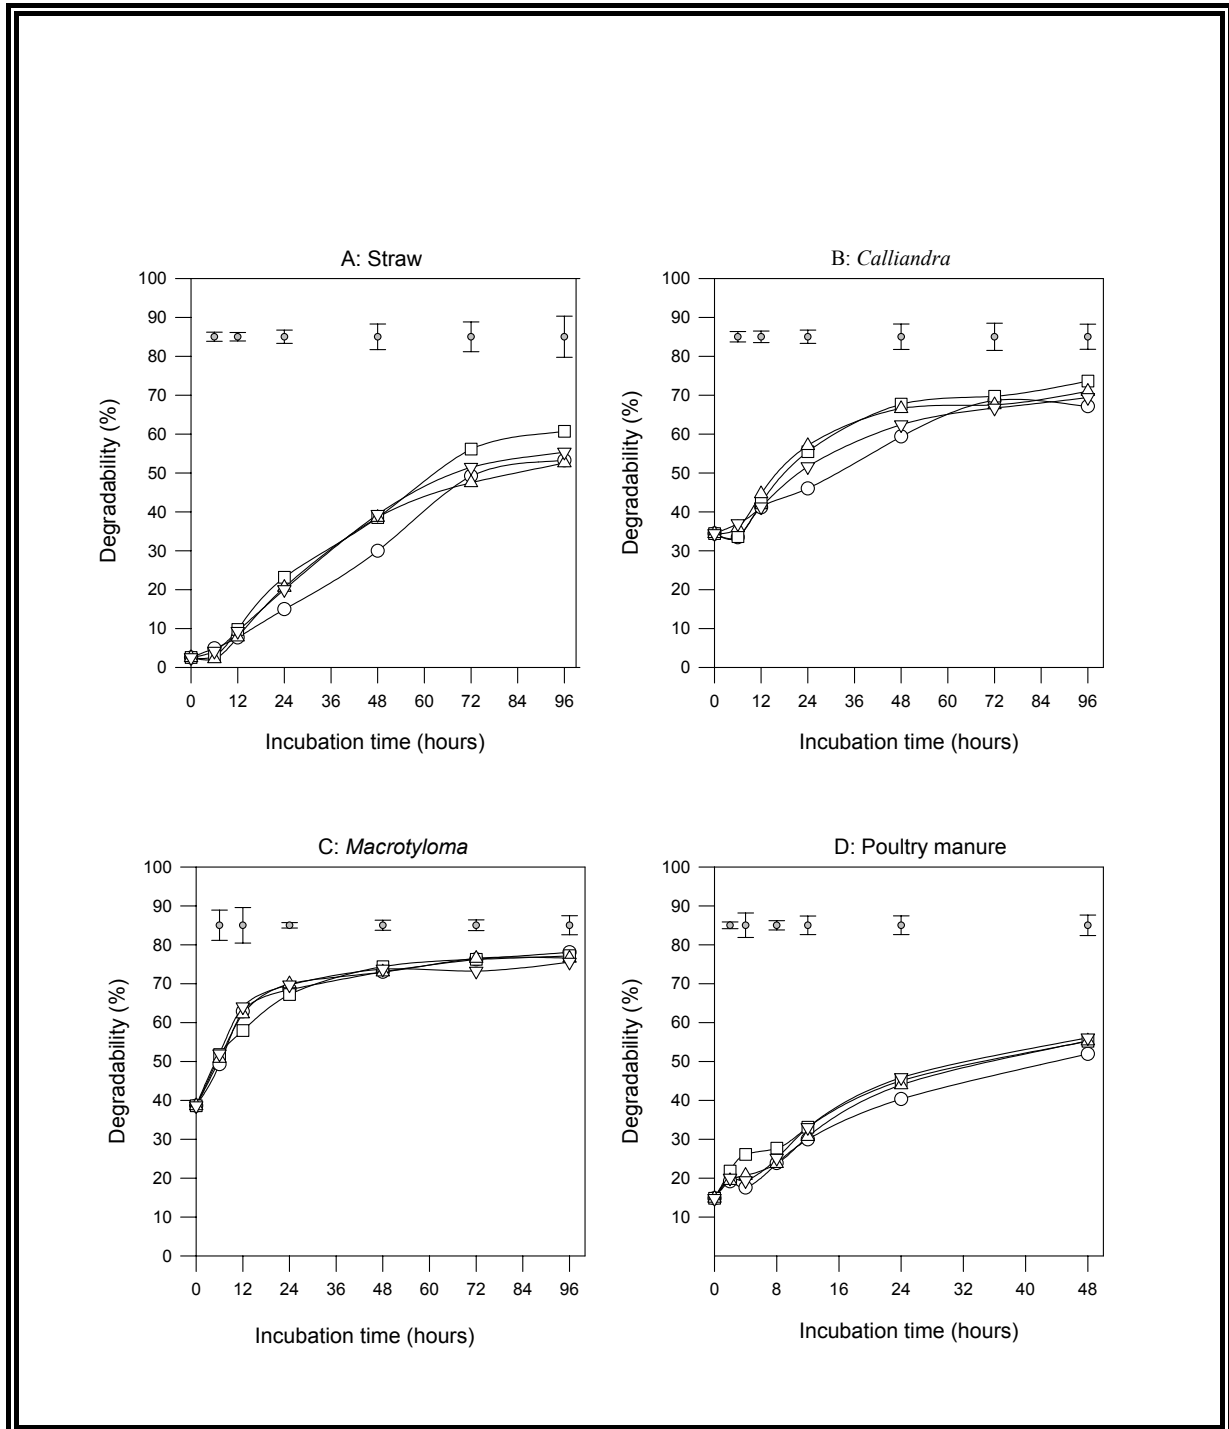 A: Straw
100
90
80
70
60
50
40
30
20
10
0
Degradability (%)
0 12 24 36 48 60 72 84 96
Incubation time (hours)
B: Calliandra
100
90
80
70
60
50
40
30
20
10
0
Degradability (%)
0 12 24 36 48 60 72 84 96
Incubation time (hours)
C: Macrotyloma
100
90
80
70
60
50
40
30
20
10
0
Degradability (%)
0 12 24 36 48 60 72 84 96
Incubation time (hours)
D: Poultry manure
100
90
80
70
60
50
40
30
20
10
Degradability (%)
0 8 16 24 32 40 48
Incubation time (hours)